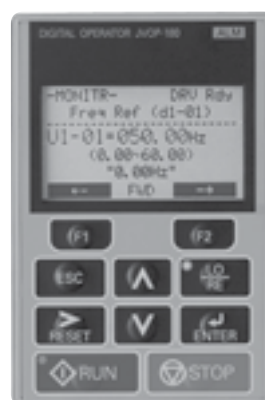 DIGITAL OPERATOR JVOP-180 ALM
-MONITR- DRV Rdy
Freq Ref (d1-01)
U1-01=050.00Hz
(0.00~60.00)
"0.00Hz"
← FWD →
F1 F2
ESC LO RE
RESET ENTER
RUN STOP